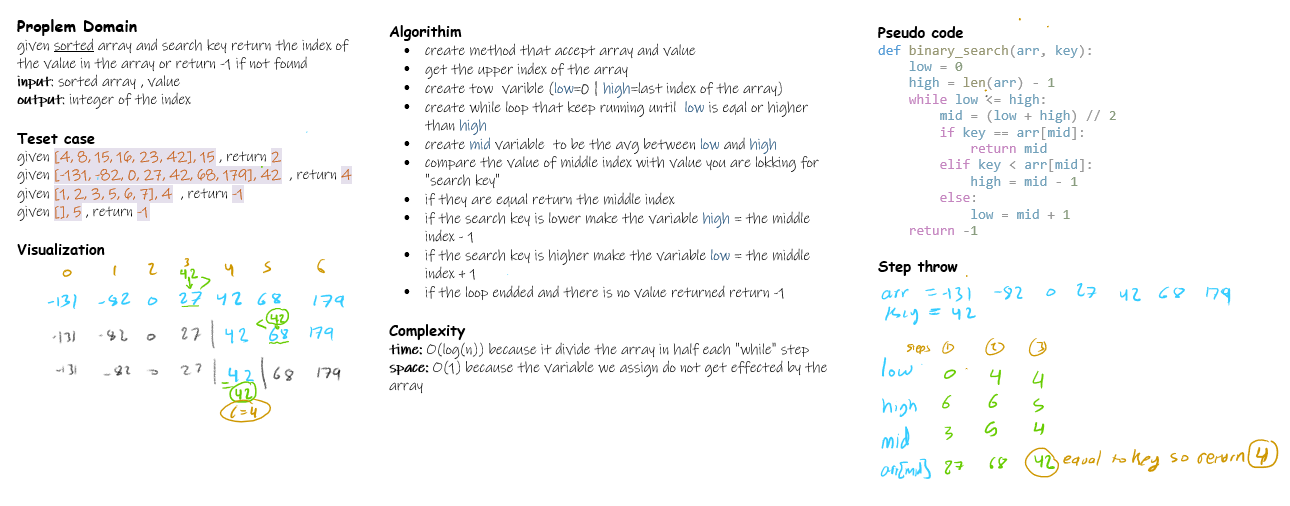 Proplem Domain
given sorted array and search key return the index of
the value in the array or return -1 if not found
input: sorted array , value
output: integer of the index
Teset case
given [4, 8, 15, 16, 23, 42], 15 , return 2
given [-131, -82, 0, 27, 42, 68, 179], 42 , return 4
given [1, 2, 3, 5, 6, 7], 4 , return -1
given [], 5 , return -1
Visualization
0 1 2 3 4 5 6
42 >
-131 -82 0 27 42 68 179
< 42
-131 -82 0 27 | 42 68 179
-131 -82 0 27 | 42 | 68 179
= 42
i=4
Algorithim
• create method that accept array and value
• get the upper index of the array
• create tow varible (low=0 | high=last index of the array)
• create while loop that keep running until low is eqal or higher
than high
• create mid variable to be the avg between low and high
• compare the value of middle index with value you are lokking for
"search key"
• if they are equal return the middle index
• if the search key is lower make the variable high = the middle
index - 1
• if the search key is higher make the variable low = the middle
index + 1
• if the loop endded and there is no value returned return -1
Complexity
time: O(log(n)) because it divide the array in half each "while" step
space: O(1) because the variable we assign do not get effected by the
array
Pseudo code
def binary_search(arr, key):
low = 0
high = len(arr) - 1
while low <= high:
mid = (low + high) // 2
if key == arr[mid]:
return mid
elif key < arr[mid]:
high = mid - 1
else:
low = mid + 1
return -1
Step throw
arr = -131 -82 0 27 42 68 179
Key = 42
steps 1 2 3
low 0 4 4
high 6 6 5
mid 3 5 4
arr[mid] 27 68 42 equal to key so return 4